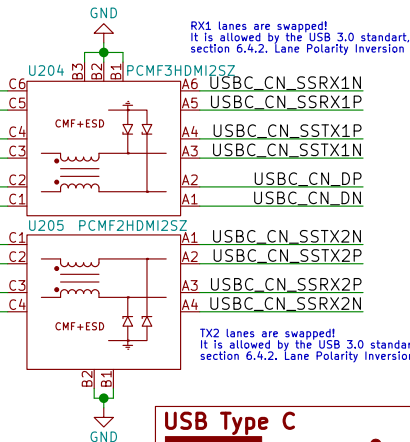 GND
RX1 lanes are swapped!
It is allowed by the USB 3.0 standart,
section 6.4.2. Lane Polarity Inversion
B3 B2 B1
U204 PCMF3HDMI2SZ
C6 A6 USBC_CN_SSRX1N
C5 A5 USBC_CN_SSRX1P
CMF+ESD
C4 A4 USBC_CN_SSTX1P
C3 A3 USBC_CN_SSTX1N
C2 A2 USBC_CN_DP
C1 A1 USBC_CN_DN
U205 PCMF2HDMI2SZ
C1 A1 USBC_CN_SSTX2N
C2 A2 USBC_CN_SSTX2P
C3 A3 USBC_CN_SSRX2P
C4 A4 USBC_CN_SSRX2N
CMF+ESD
TX2 lanes are swapped!
It is allowed by the USB 3.0 standar
section 6.4.2. Lane Polarity Inversion
B2 B1
GND
USB Type C